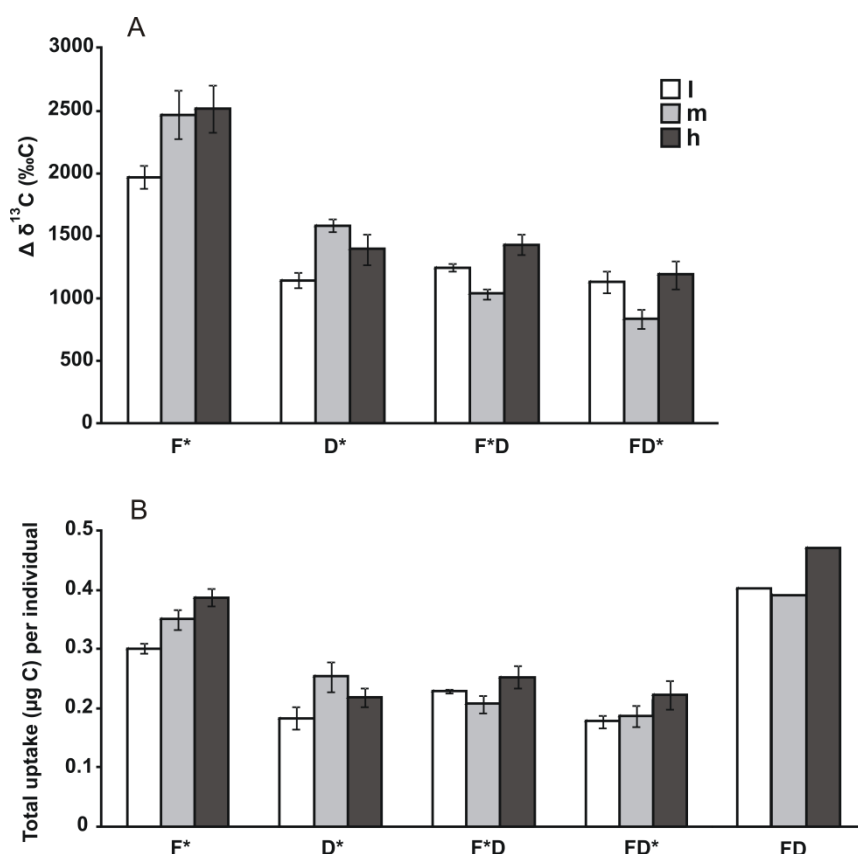 A
3000
2500
2000
1500
1000
500
0
Δ δ¹³C (‰C)
l
m
h
F* D* F*D FD*
B
0.5
0.4
0.3
0.2
0.1
0
Total uptake (µg C) per individual
F* D* F*D FD* FD